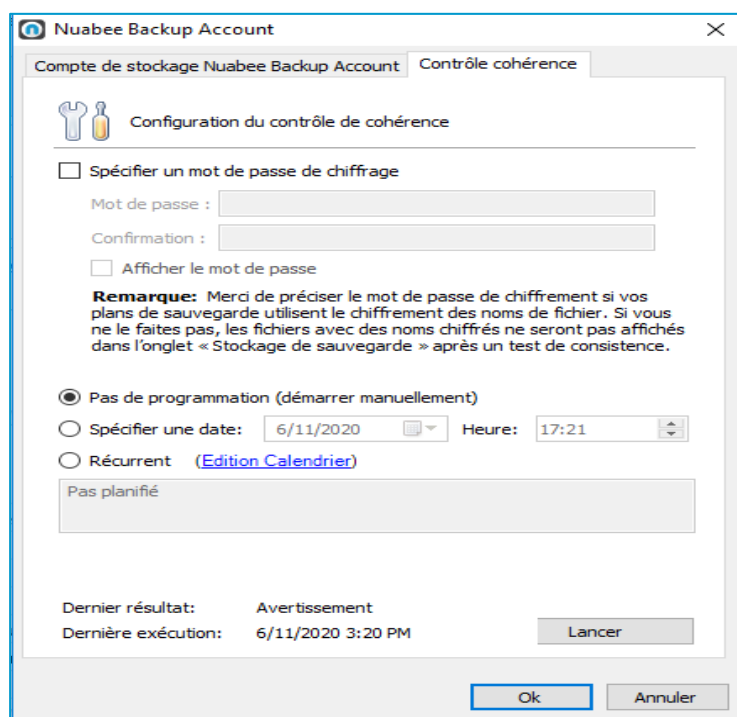 Nuabee Backup Account
Compte de stockage Nuabee Backup Account
Contrôle cohérence
Configuration du contrôle de cohérence
Spécifier un mot de passe de chiffrage
Mot de passe :
Confirmation :
Afficher le mot de passe
Remarque: Merci de préciser le mot de passe de chiffrement si vos
plans de sauvegarde utilisent le chiffrement des noms de fichier. Si vous
ne le faites pas, les fichiers avec des noms chiffrés ne seront pas affichés
dans l'onglet « Stockage de sauvegarde » après un test de consistence.
Pas de programmation (démarrer manuellement)
Spécifier une date: 6/11/2020 Heure: 17:21
Récurrent (Edition Calendrier)
Pas planifié
Dernier résultat: Avertissement
Dernière exécution: 6/11/2020 3:20 PM
Lancer
Ok
Annuler